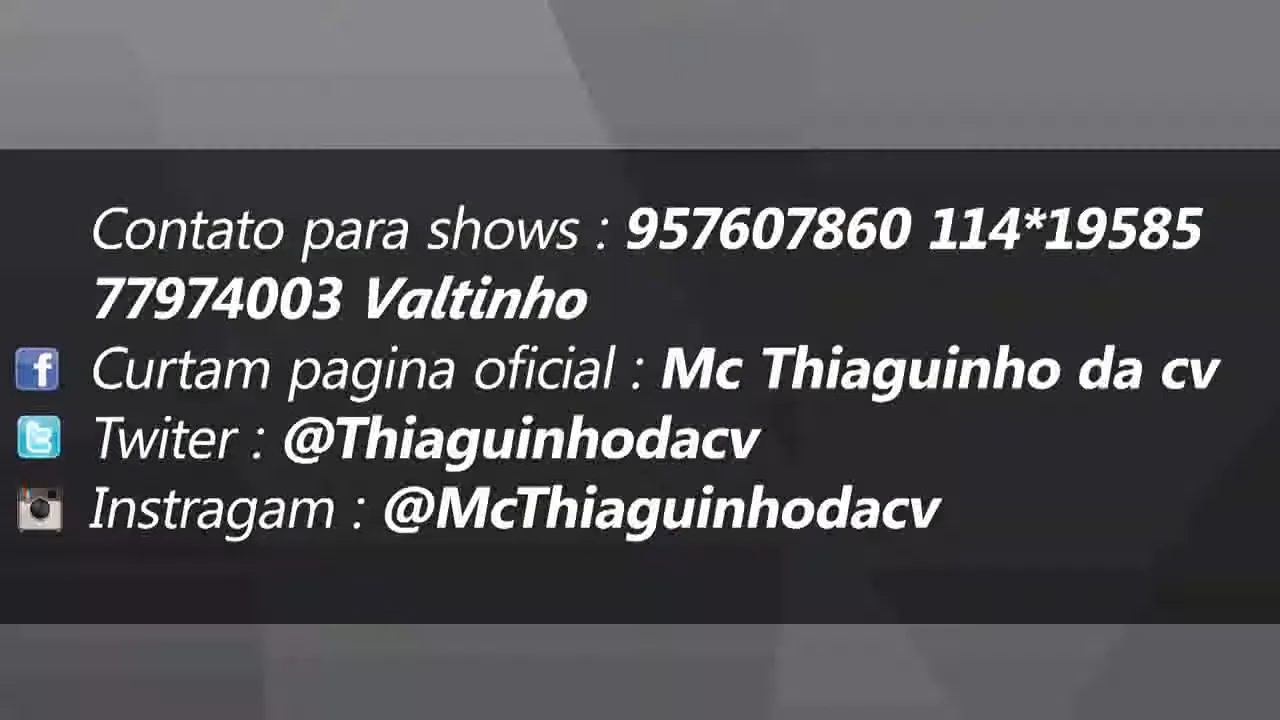 Contato para shows : 957607860 114*19585
77974003 Valtinho
Curtam pagina oficial : Mc Thiaguinho da cv
Twiter : @Thiaguinhodacv
Instragam : @McThiaguinhodacv